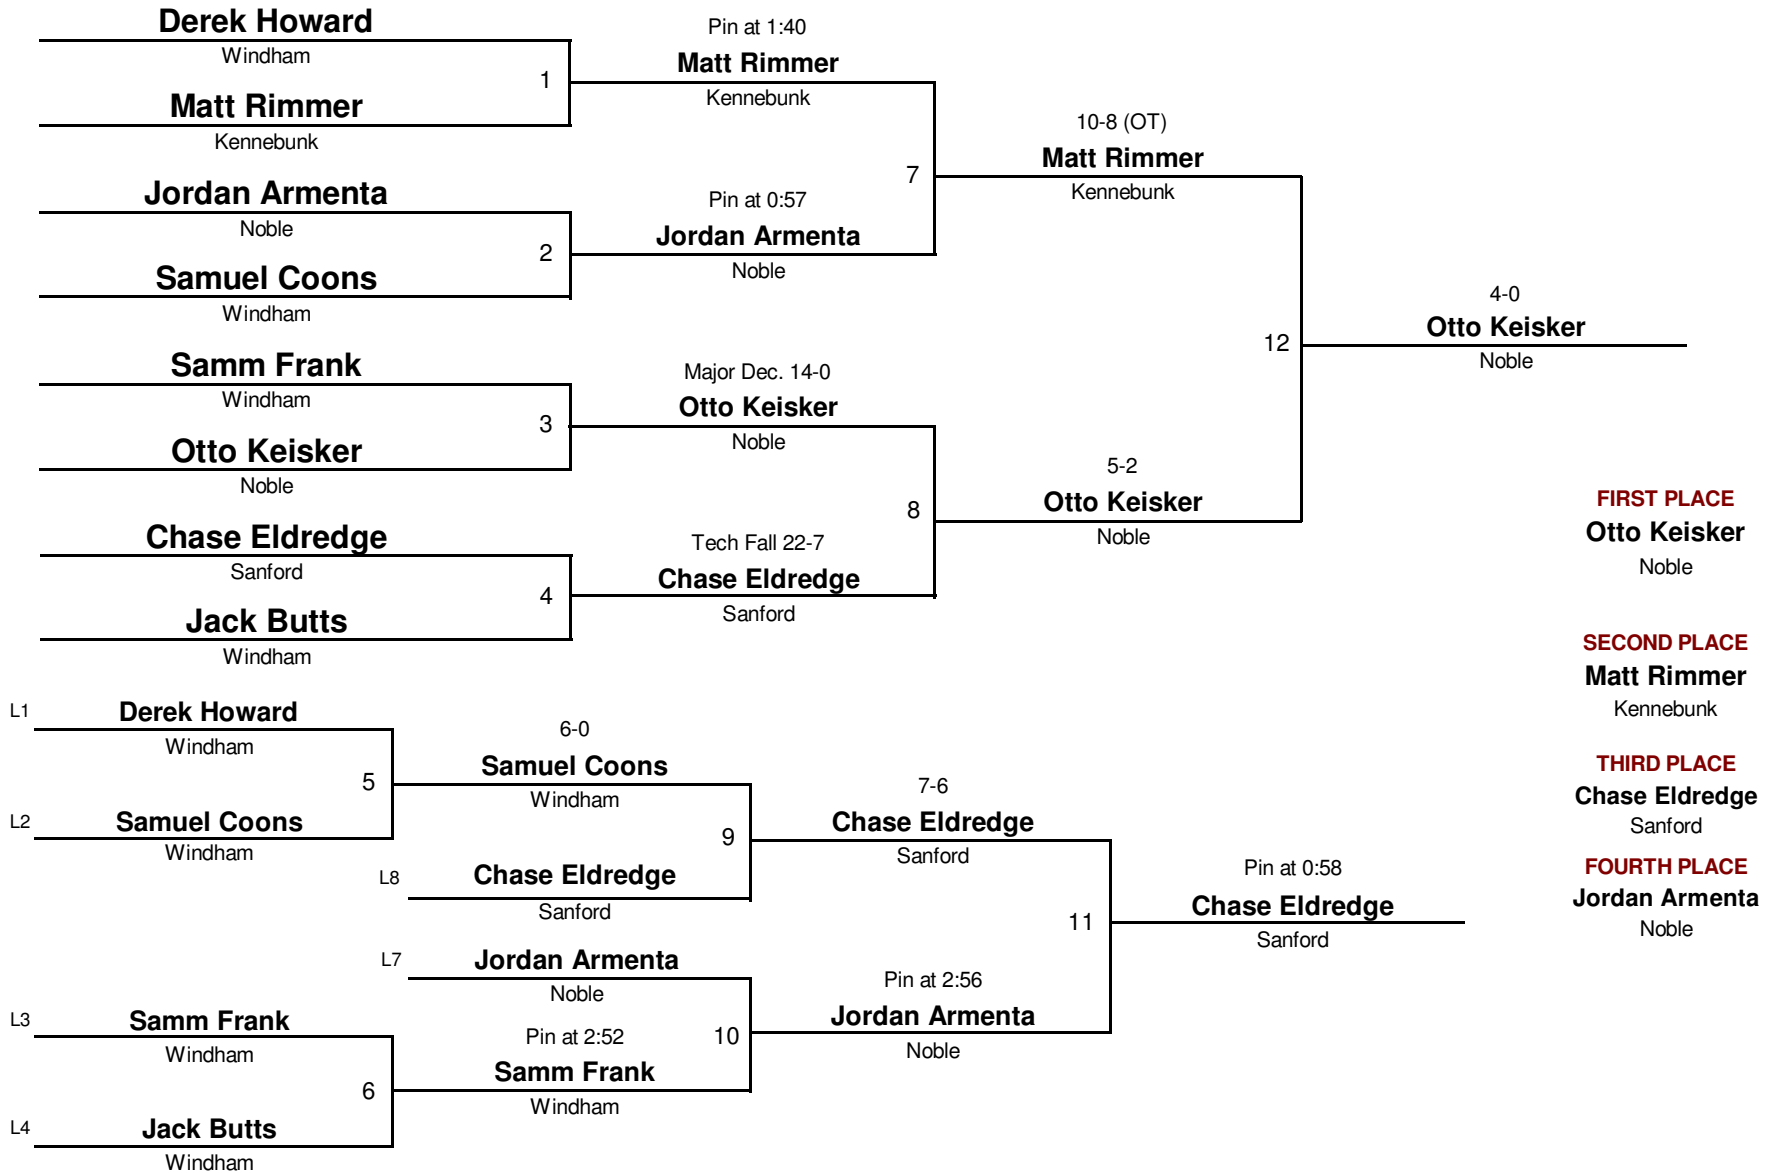 Derek Howard
Windham
1
Matt Rimmer
Kennebunk
Jordan Armenta
Noble
2
Samuel Coons
Windham
Samm Frank
Windham
3
Otto Keisker
Noble
Chase Eldredge
Sanford
4
Jack Butts
Windham
Pin at 1:40
Matt Rimmer
Kennebunk
7
Pin at 0:57
Jordan Armenta
Noble
Major Dec. 14-0
Otto Keisker
Noble
8
Tech Fall 22-7
Chase Eldredge
Sanford
10-8 (OT)
Matt Rimmer
Kennebunk
12
5-2
Otto Keisker
Noble
4-0
Otto Keisker
Noble
FIRST PLACE
Otto Keisker
Noble
SECOND PLACE
Matt Rimmer
Kennebunk
THIRD PLACE
Chase Eldredge
Sanford
FOURTH PLACE
Jordan Armenta
Noble
L1
Derek Howard
Windham
5
L2
Samuel Coons
Windham
L3
Samm Frank
Windham
6
L4
Jack Butts
Windham
6-0
Samuel Coons
Windham
9
L8
Chase Eldredge
Sanford
L7
Jordan Armenta
Noble
10
Pin at 2:52
Samm Frank
Windham
7-6
Chase Eldredge
Sanford
11
Pin at 2:56
Jordan Armenta
Noble
Pin at 0:58
Chase Eldredge
Sanford